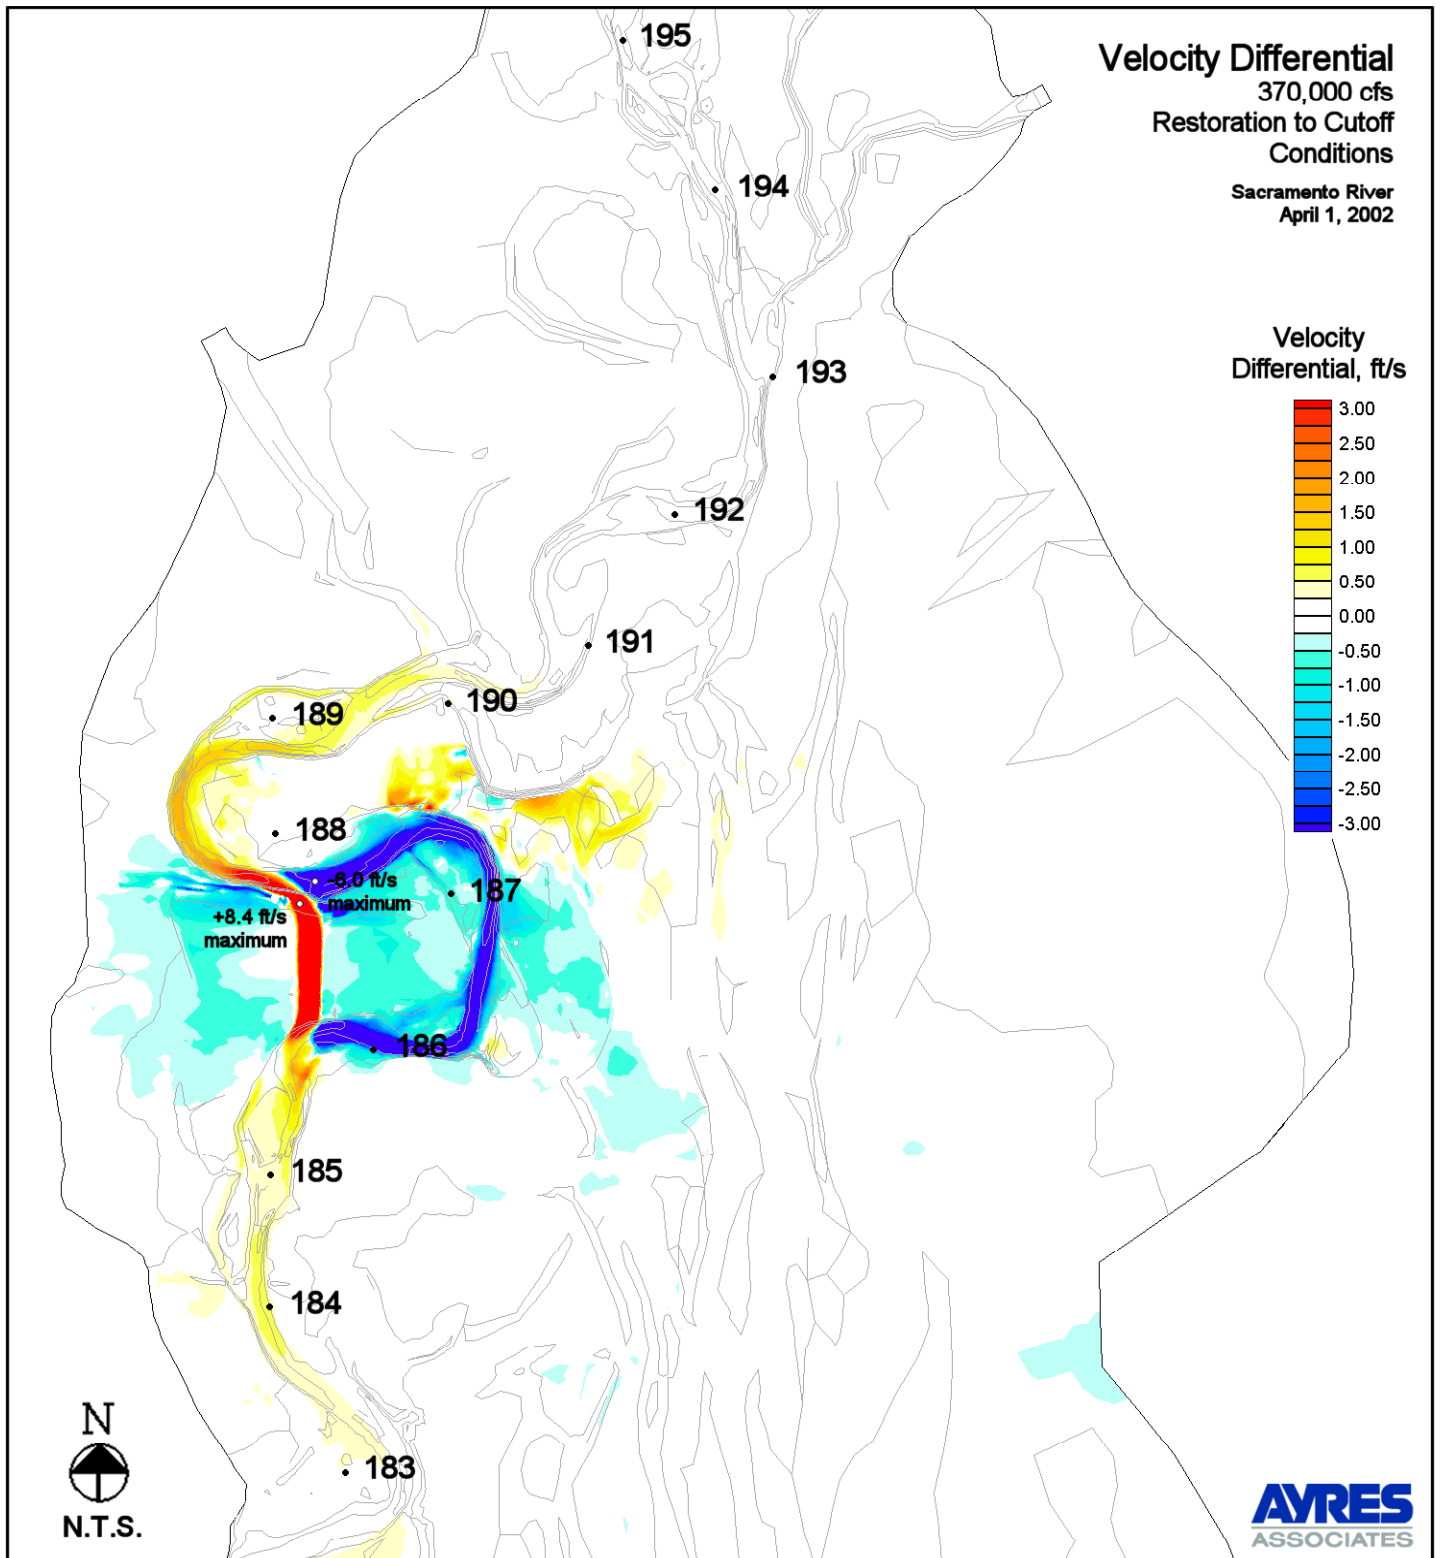 195
Velocity Differential
370,000 cfs
Restoration to Cutoff
Conditions
Sacramento River
April 1, 2002
194
Velocity
Differential, ft/s
193
3.00
2.50
2.00
1.50
1.00
0.50
0.00
-0.50
-1.00
-1.50
-2.00
-2.50
-3.00
192
191
190
189
188
-6.0 ft/s
maximum
187
+8.4 ft/s
maximum
186
185
184
183
N
N.T.S.
AYRES
ASSOCIATES